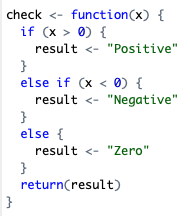 check <- function(x) {
  if (x > 0) {
    result <- "Positive"
  }
  else if (x < 0) {
    result <- "Negative"
  }
  else {
    result <- "Zero"
  }
  return(result)
}